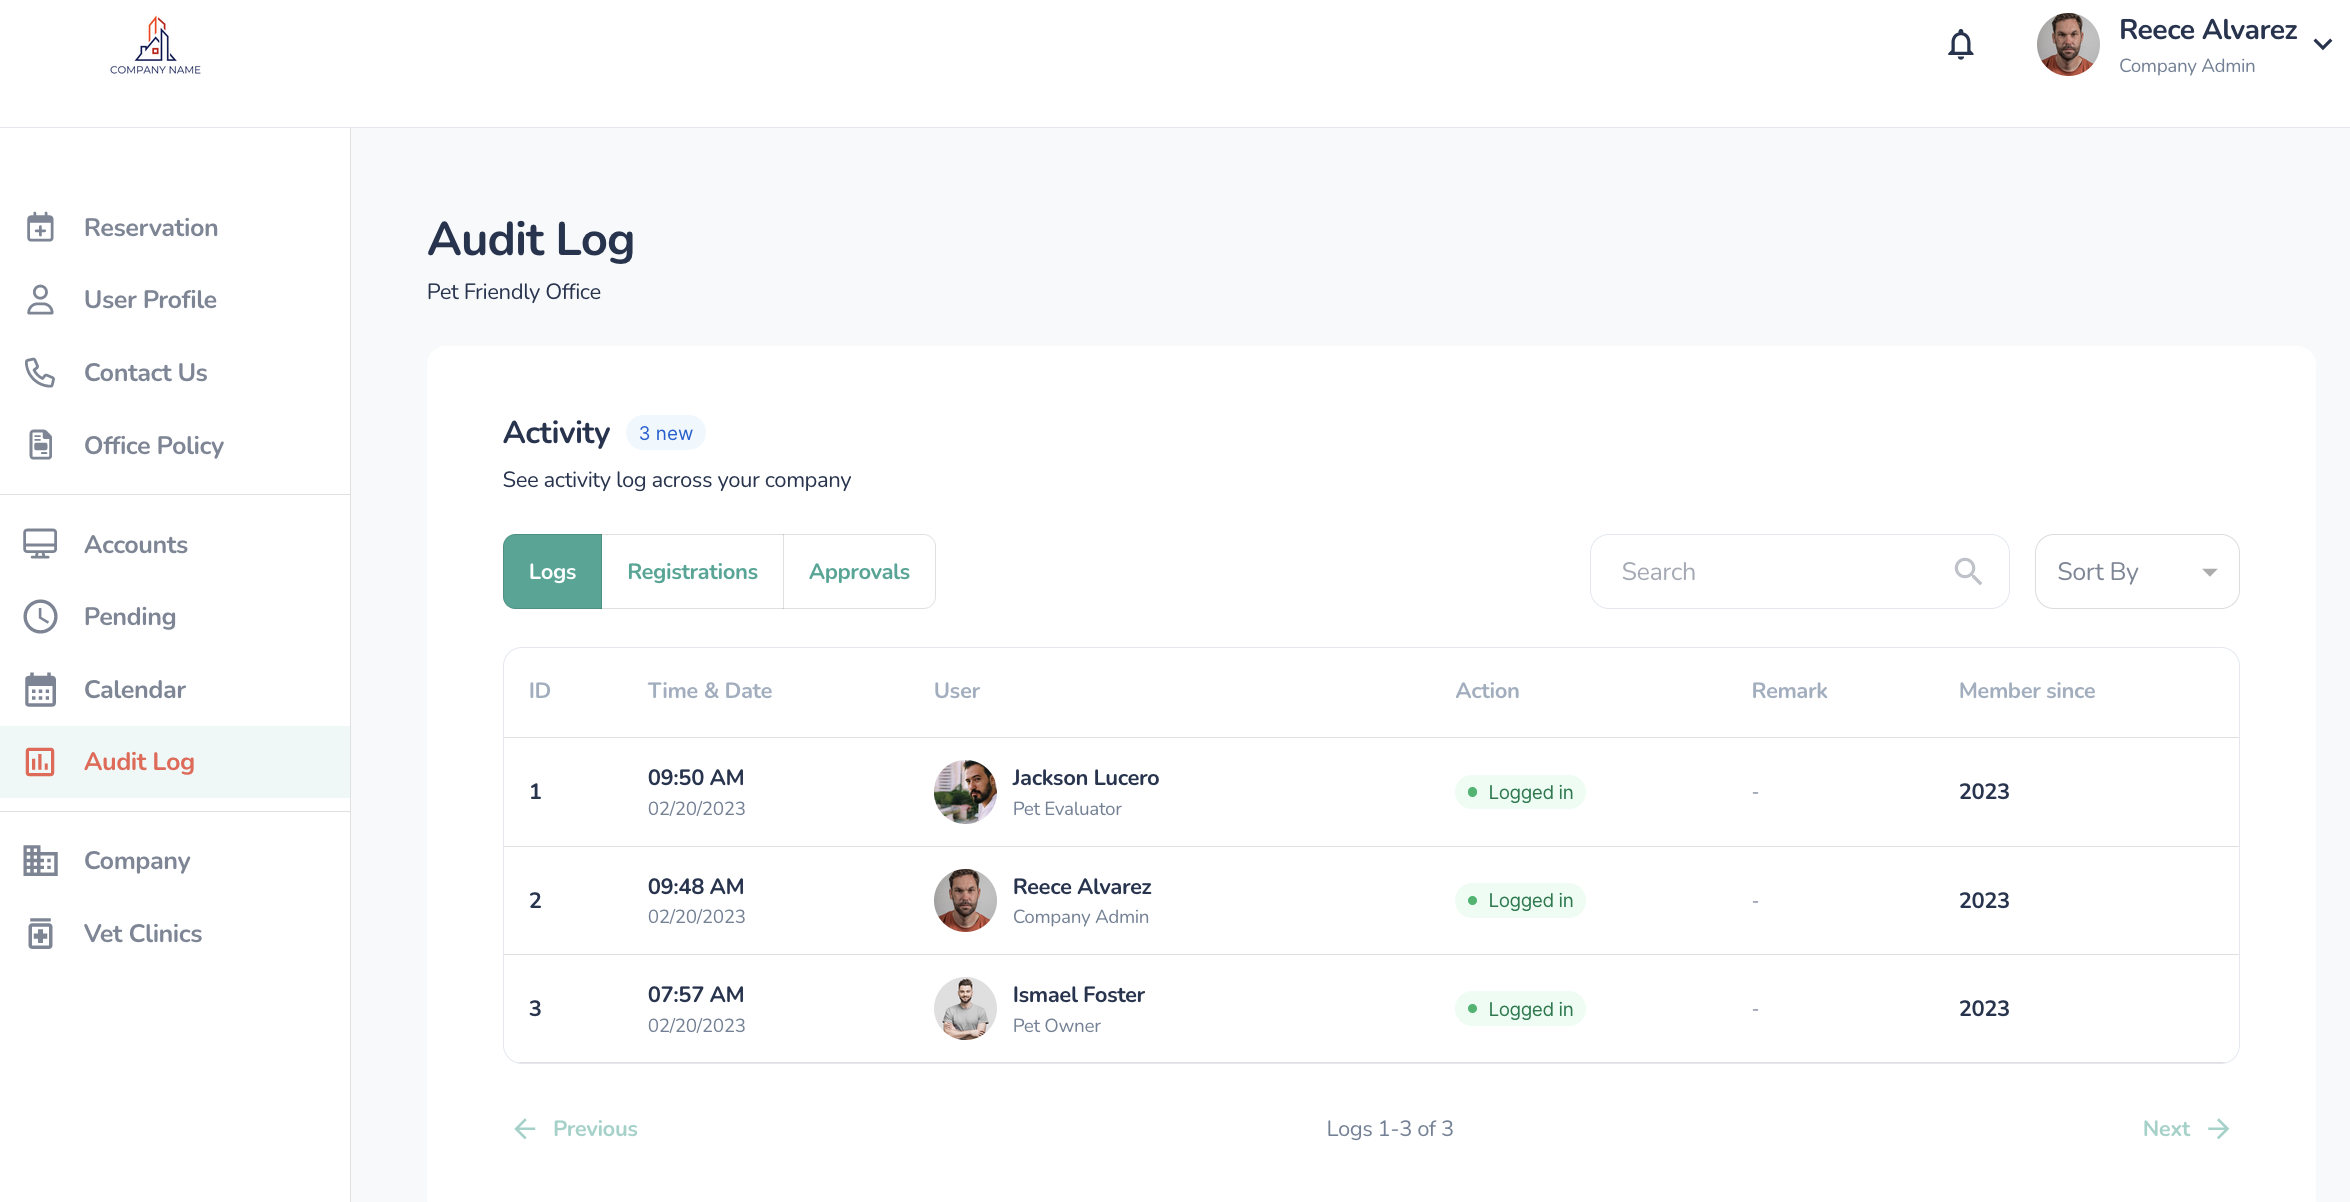 COMPANY NAME
Reece Alvarez
Company Admin
Reservation
User Profile
Contact Us
Office Policy
Accounts
Pending
Calendar
Audit Log
Company
Vet Clinics
Audit Log
Pet Friendly Office
Activity 3 new
See activity log across your company
Logs Registrations Approvals Search Sort By
ID Time & Date User Action Remark Member since
1 09:50 AM Jackson Lucero Logged in - 2023
02/20/2023 Pet Evaluator
2 09:48 AM Reece Alvarez Logged in - 2023
02/20/2023 Company Admin
3 07:57 AM Ismael Foster Logged in - 2023
02/20/2023 Pet Owner
Previous Logs 1-3 of 3 Next